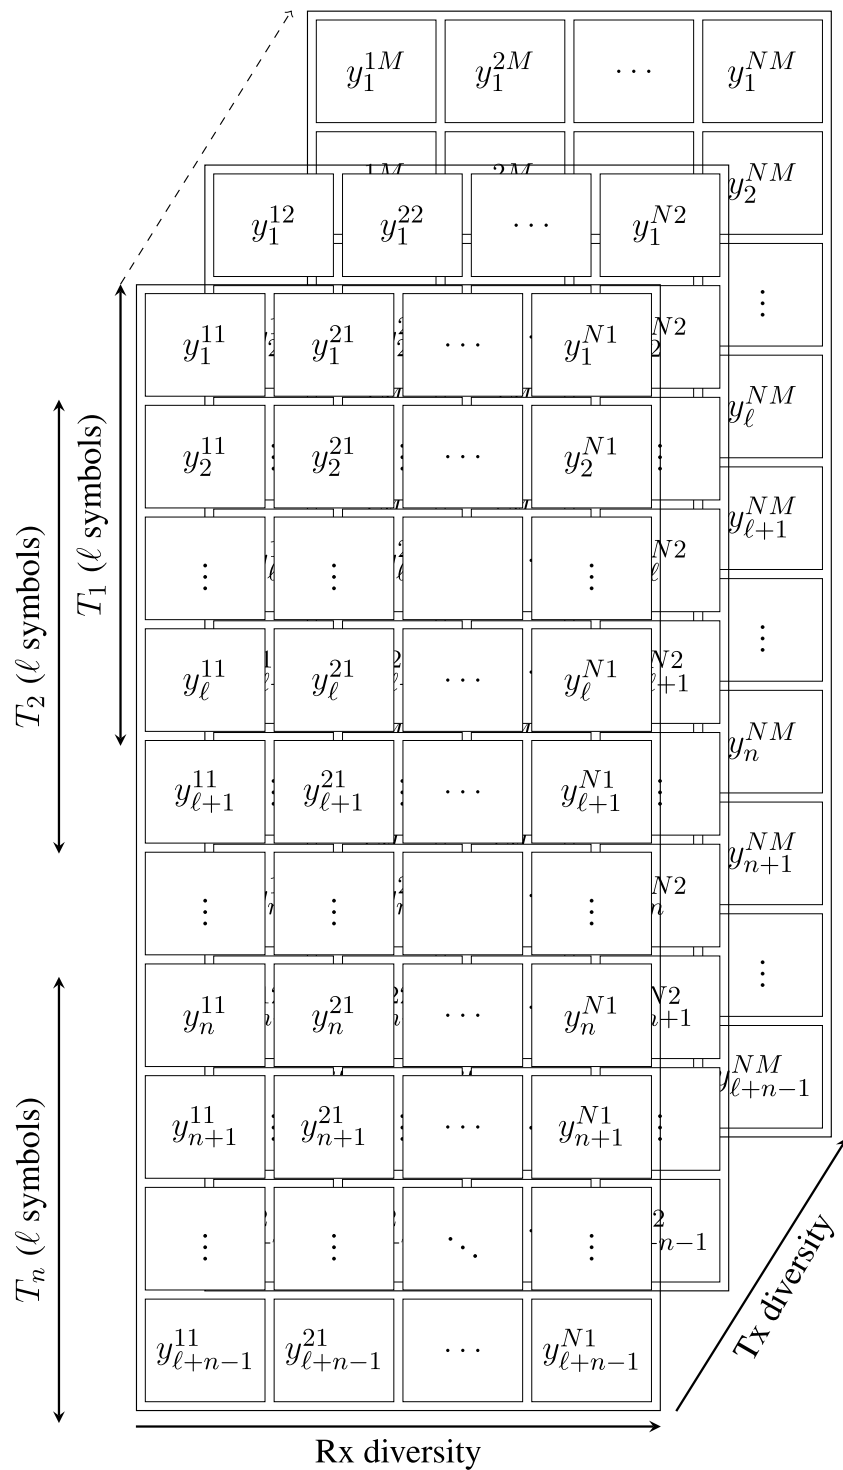 y_1^{1M} y_1^{2M} ⋯ y_1^{NM}
y_2^{NM}
⋮
y_ℓ^{NM}
y_{ℓ+1}^{NM}
⋮
y_n^{NM}
y_{n+1}^{NM}
⋮
y_{ℓ+n-1}^{NM}
y_1^{12} y_1^{22} ⋯ y_1^{N2}
y_1^{11} y_1^{21} ⋯ y_1^{N1}
y_2^{11} y_2^{21} ⋯ y_2^{N1}
⋮ ⋮ ⋮
y_ℓ^{11} y_ℓ^{21} ⋯ y_ℓ^{N1}
y_{ℓ+1}^{11} y_{ℓ+1}^{21} ⋯ y_{ℓ+1}^{N1}
⋮ ⋮ ⋮
y_n^{11} y_n^{21} ⋯ y_n^{N1}
y_{n+1}^{11} y_{n+1}^{21} ⋯ y_{n+1}^{N1}
⋮ ⋮ ⋱ ⋮
y_{ℓ+n-1}^{11} y_{ℓ+n-1}^{21} ⋯ y_{ℓ+n-1}^{N1}
T_1 (ℓ symbols)
T_2 (ℓ symbols)
T_n (ℓ symbols)
Rx diversity
Tx diversity